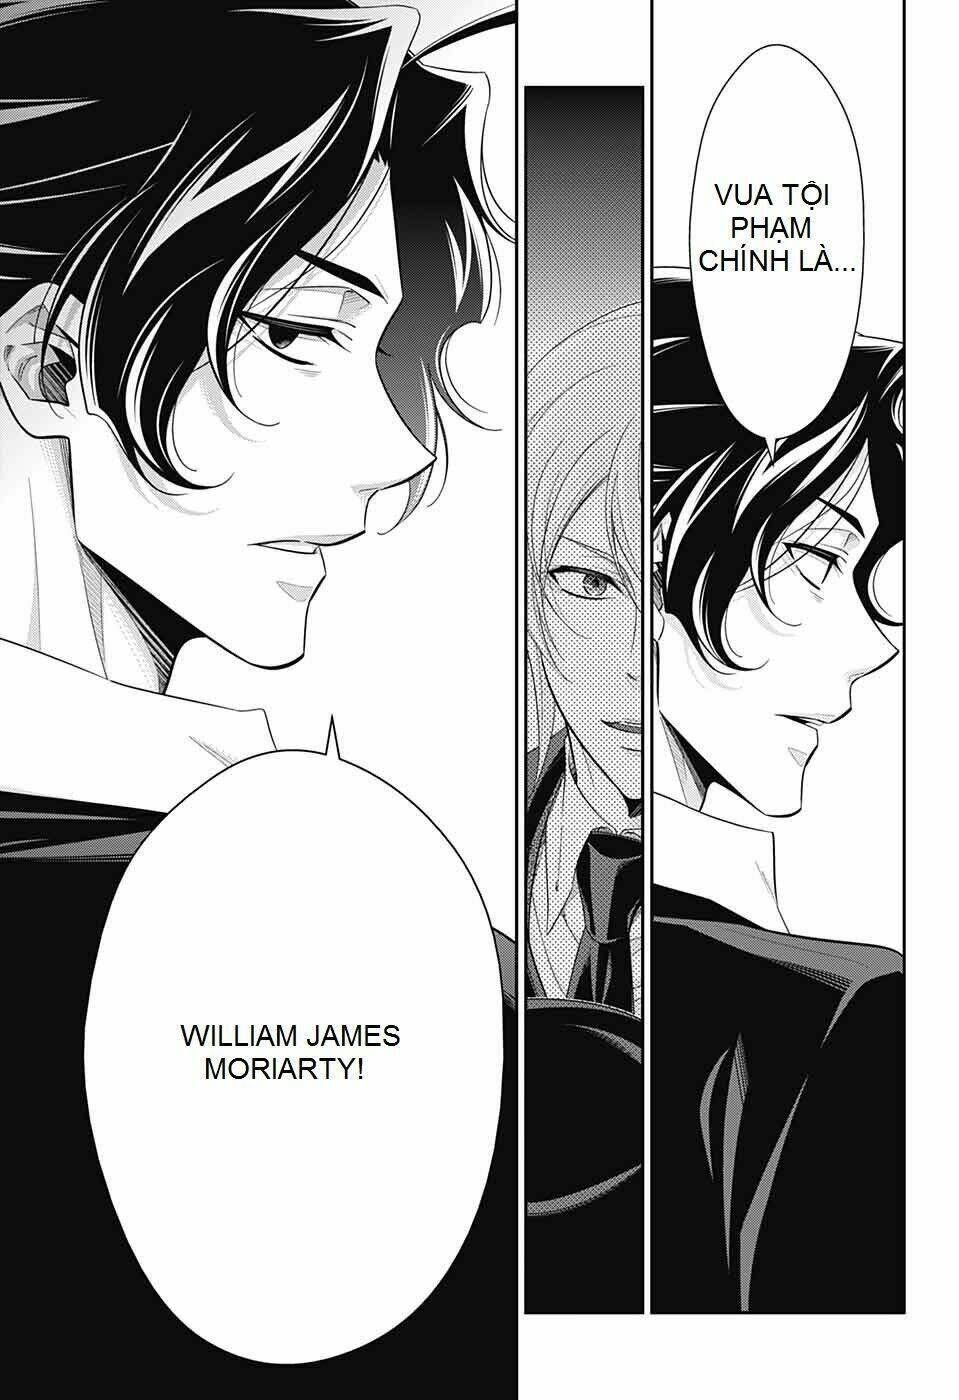 VUA TỘI
PHẠM
CHÍNH LÀ...
WILLIAM JAMES
MORIARTY!